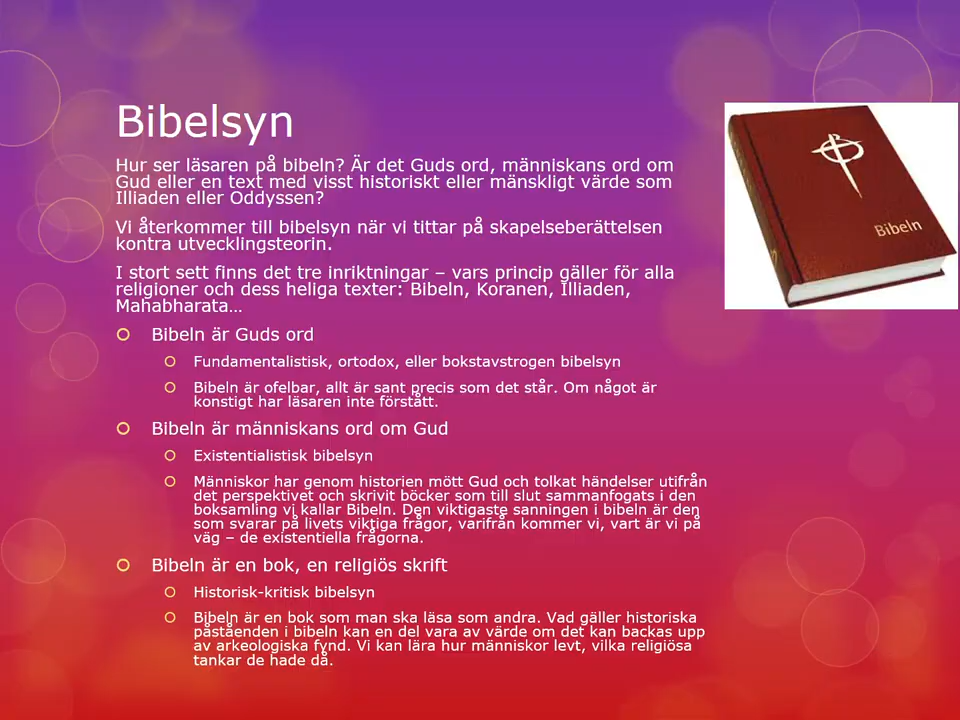 Bibelsyn
Hur ser läsaren på bibeln? Är det Guds ord, människans ord om
Gud eller en text med visst historiskt eller mänskligt värde som
Illiaden eller Oddyssen?
Vi återkommer till bibelsyn när vi tittar på skapelseberättelsen
kontra utvecklingsteorin.
I stort sett finns det tre inriktningar – vars princip gäller för alla
religioner och dess heliga texter: Bibeln, Koranen, Illiaden,
Mahabharata…
Bibeln är Guds ord
Fundamentalistisk, ortodox, eller bokstavstrogen bibelsyn
Bibeln är ofelbar, allt är sant precis som det står. Om något är
konstigt har läsaren inte förstått.
Bibeln är människans ord om Gud
Existentialistisk bibelsyn
Människor har genom historien mött Gud och tolkat händelser utifrån
det perspektivet och skrivit böcker som till slut sammanfogats i den
boksamling vi kallar Bibeln. Den viktigaste sanningen i bibeln är den
som svarar på livets viktiga frågor, varifrån kommer vi, vart är vi på
väg – de existentiella frågorna.
Bibeln är en bok, en religiös skrift
Historisk-kritisk bibelsyn
Bibeln är en bok som man ska läsa som andra. Vad gäller historiska
påståenden i bibeln kan en del vara av värde om det kan backas upp
av arkeologiska fynd. Vi kan lära hur människor levt, vilka religiösa
tankar de hade då.
Bibeln